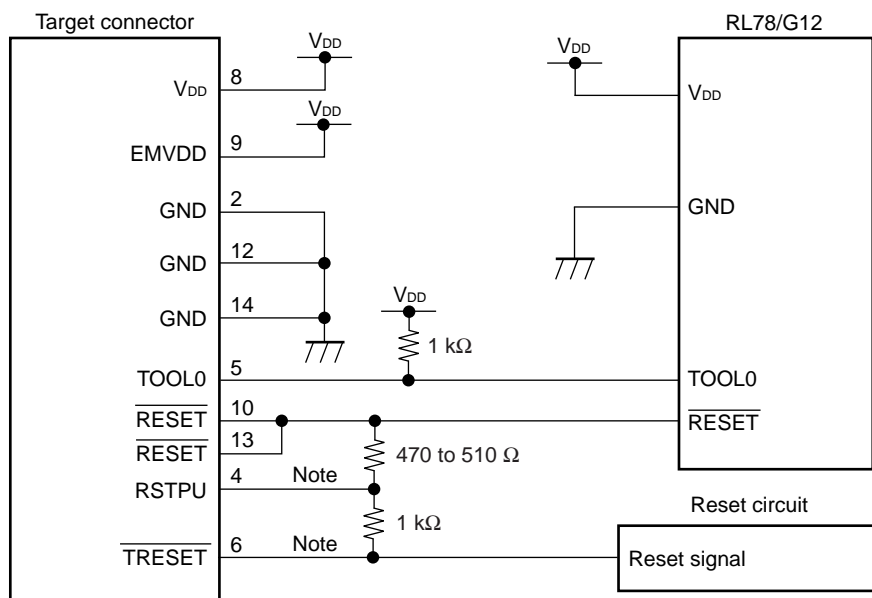 Target connector
RL78/G12
VDD
VDD
8
VDD
VDD
VDD
9
EMVDD
2
GND
GND
12
GND
14
GND
VDD
1 kΩ
5
TOOL0
TOOL0
10
RESET
RESET
13
RESET
470 to 510 Ω
4
RSTPU
Note
Reset circuit
1 kΩ
6
TRESET
Note
Reset signal